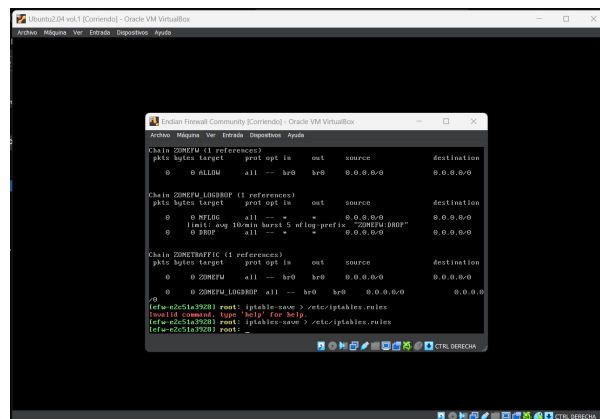 Ubuntu2.04 vol.1 [Corriendo] - Oracle VM VirtualBox
Archivo Máquina Ver Entrada Dispositivos Ayuda
Endian Firewall Community [Corriendo] - Oracle VM VirtualBox
Archivo Máquina Ver Entrada Dispositivos Ayuda
Chain ZONEFW (1 references)
pkts bytes target prot opt in out source destination
0 0 ALLOW all -- br0 br0 0.0.0.0/0 0.0.0.0/0
Chain ZONEFW_LOGDROP (1 references)
pkts bytes target prot opt in out source destination
0 0 NFLOG all -- * * 0.0.0.0/0 0.0.0.0/0
limit: avg 10/min burst 5 nflog-prefix "ZONEFW:DROP"
0 0 DROP all -- * * 0.0.0.0/0 0.0.0.0/0
Chain ZONETRAFFIC (1 references)
pkts bytes target prot opt in out source destination
0 0 ZONEFW all -- br0 br0 0.0.0.0/0 0.0.0.0/0
0 0 ZONEFW_LOGDROP all -- br0 br0 0.0.0.0/0 0.0.0.0
/0
[efw-e2c51a3928] root: iptable-save > /etc/iptables.rules
Invalid command, type 'help' for help.
[efw-e2c51a3928] root: iptables-save > /etc/iptables.rules
[efw-e2c51a3928] root: _
CTRL DERECHA
CTRL DERECHA